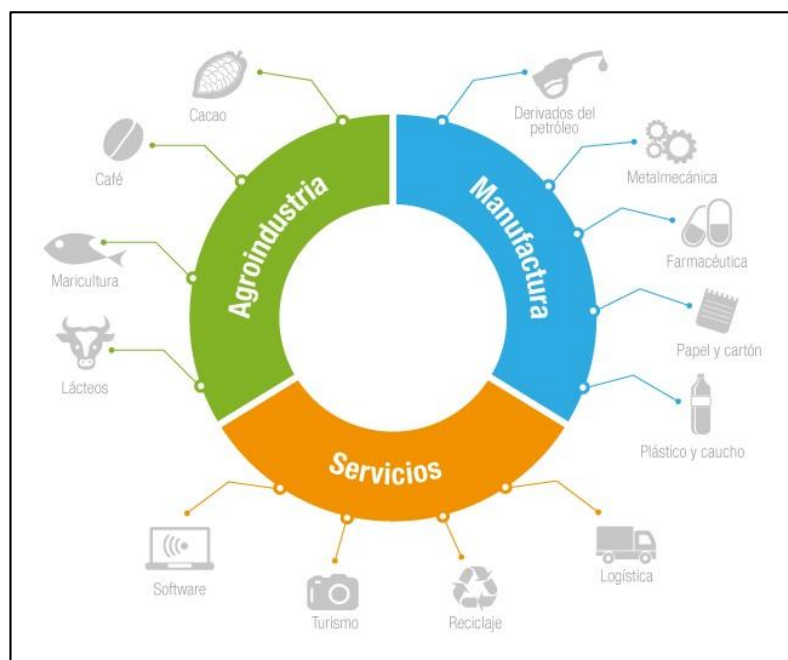 Cacao
Café
Maricultura
Lácteos
Agroindustria
Derivados del
petróleo
Metalmecánica
Farmacéutica
Papel y cartón
Plástico y caucho
Manufactura
Servicios
Software
Turismo
Reciclaje
Logística